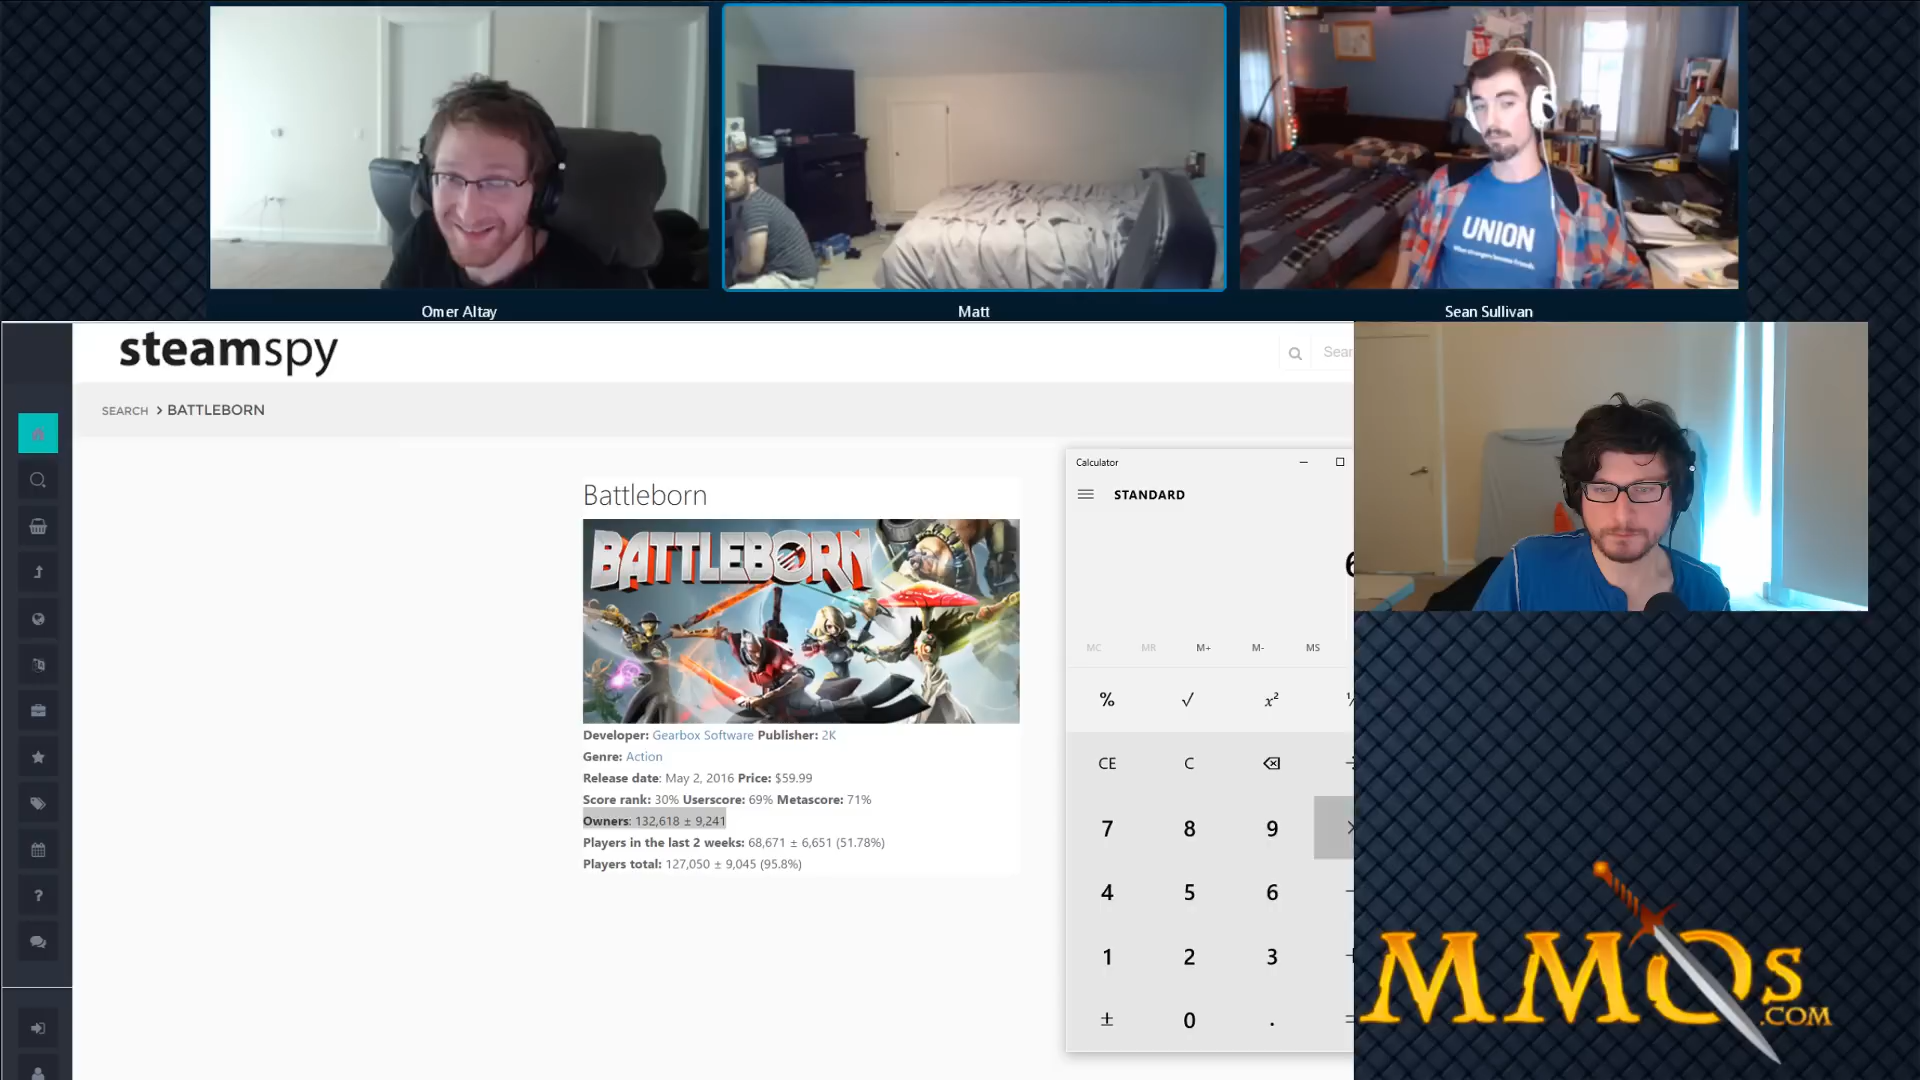 UNION
Omer Altay
Matt
Sean Sullivan
steamspy
Sear
SEARCH > BATTLEBORN
Calculator
STANDARD
Battleborn
BATTLEBORN
6
MC MR M+ M- MS
% √ x²
CE C
7 8 9
4 5 6
1 2 3
± 0 .
Developer: Gearbox Software Publisher: 2K
Genre: Action
Release date: May 2, 2016 Price: $59.99
Score rank: 30% Userscore: 69% Metascore: 71%
Owners: 132,618 ± 9,241
Players in the last 2 weeks: 68,671 ± 6,651 (51.78%)
Players total: 127,050 ± 9,045 (95.8%)
MMOs
.COM